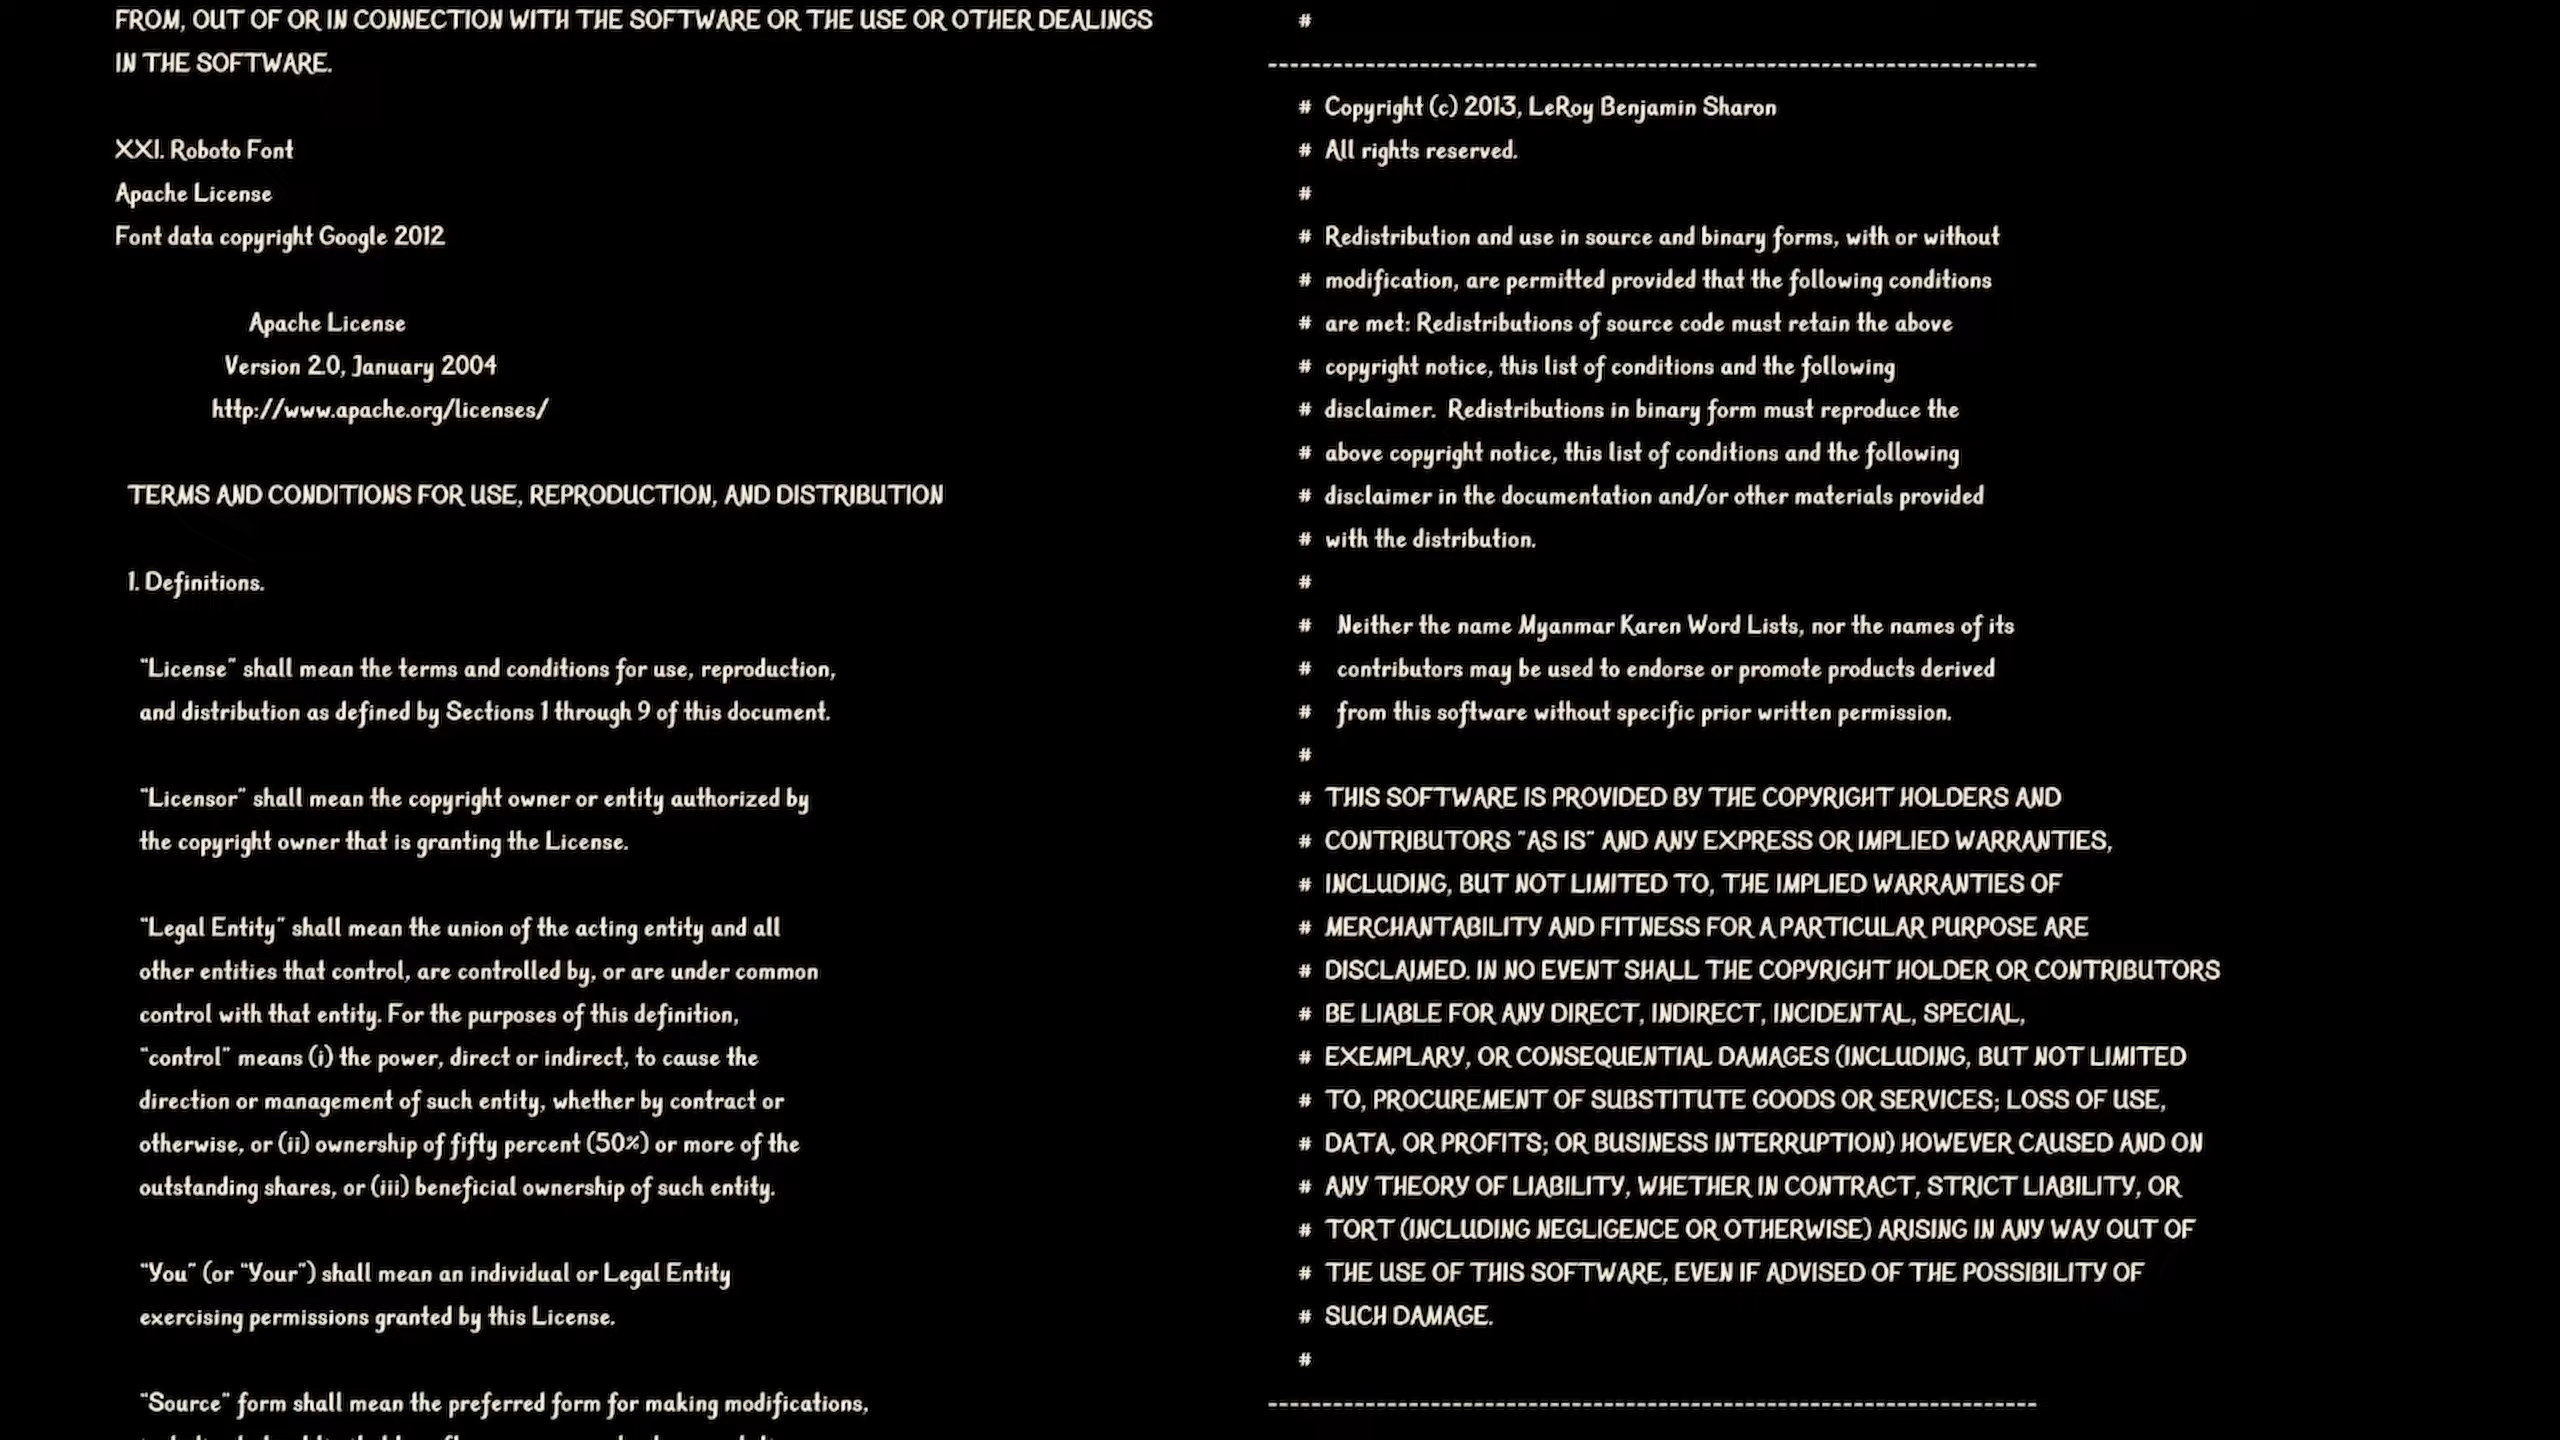 FROM, OUT OF OR IN CONNECTION WITH THE SOFTWARE OR THE USE OR OTHER DEALINGS
IN THE SOFTWARE.
XXI. Roboto Font
Apache License
Font data copyright Google 2012
Apache License
Version 2.0, January 2004
http://www.apache.org/licenses/
TERMS AND CONDITIONS FOR USE, REPRODUCTION, AND DISTRIBUTION
1. Definitions.
"License" shall mean the terms and conditions for use, reproduction,
and distribution as defined by Sections 1 through 9 of this document.
"Licensor" shall mean the copyright owner or entity authorized by
the copyright owner that is granting the License.
"Legal Entity" shall mean the union of the acting entity and all
other entities that control, are controlled by, or are under common
control with that entity. For the purposes of this definition,
"control" means (i) the power, direct or indirect, to cause the
direction or management of such entity, whether by contract or
otherwise, or (ii) ownership of fifty percent (50%) or more of the
outstanding shares, or (iii) beneficial ownership of such entity.
"You" (or "Your") shall mean an individual or Legal Entity
exercising permissions granted by this License.
"Source" form shall mean the preferred form for making modifications,
#
----------------------------------------------------------------------
# Copyright (c) 2013, LeRoy Benjamin Sharon
# All rights reserved.
#
# Redistribution and use in source and binary forms, with or without
# modification, are permitted provided that the following conditions
# are met: Redistributions of source code must retain the above
# copyright notice, this list of conditions and the following
# disclaimer. Redistributions in binary form must reproduce the
# above copyright notice, this list of conditions and the following
# disclaimer in the documentation and/or other materials provided
# with the distribution.
#
# Neither the name Myanmar Karen Word Lists, nor the names of its
# contributors may be used to endorse or promote products derived
# from this software without specific prior written permission.
#
# THIS SOFTWARE IS PROVIDED BY THE COPYRIGHT HOLDERS AND
# CONTRIBUTORS "AS IS" AND ANY EXPRESS OR IMPLIED WARRANTIES,
# INCLUDING, BUT NOT LIMITED TO, THE IMPLIED WARRANTIES OF
# MERCHANTABILITY AND FITNESS FOR A PARTICULAR PURPOSE ARE
# DISCLAIMED. IN NO EVENT SHALL THE COPYRIGHT HOLDER OR CONTRIBUTORS
# BE LIABLE FOR ANY DIRECT, INDIRECT, INCIDENTAL, SPECIAL,
# EXEMPLARY, OR CONSEQUENTIAL DAMAGES (INCLUDING, BUT NOT LIMITED
# TO, PROCUREMENT OF SUBSTITUTE GOODS OR SERVICES; LOSS OF USE,
# DATA, OR PROFITS; OR BUSINESS INTERRUPTION) HOWEVER CAUSED AND ON
# ANY THEORY OF LIABILITY, WHETHER IN CONTRACT, STRICT LIABILITY, OR
# TORT (INCLUDING NEGLIGENCE OR OTHERWISE) ARISING IN ANY WAY OUT OF
# THE USE OF THIS SOFTWARE, EVEN IF ADVISED OF THE POSSIBILITY OF
# SUCH DAMAGE.
#
----------------------------------------------------------------------